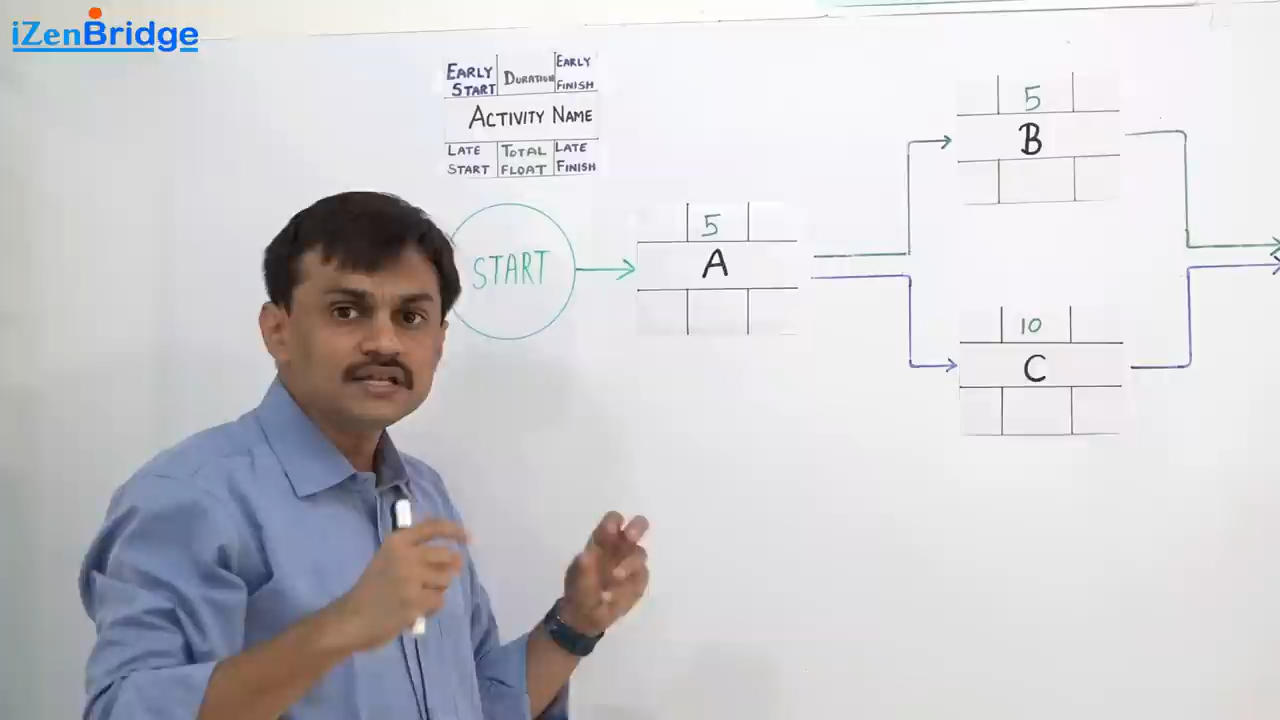 iZenBridge
EARLY START DURATION EARLY FINISH
ACTIVITY NAME
LATE START TOTAL FLOAT LATE FINISH
START
5
A
5
B
10
C